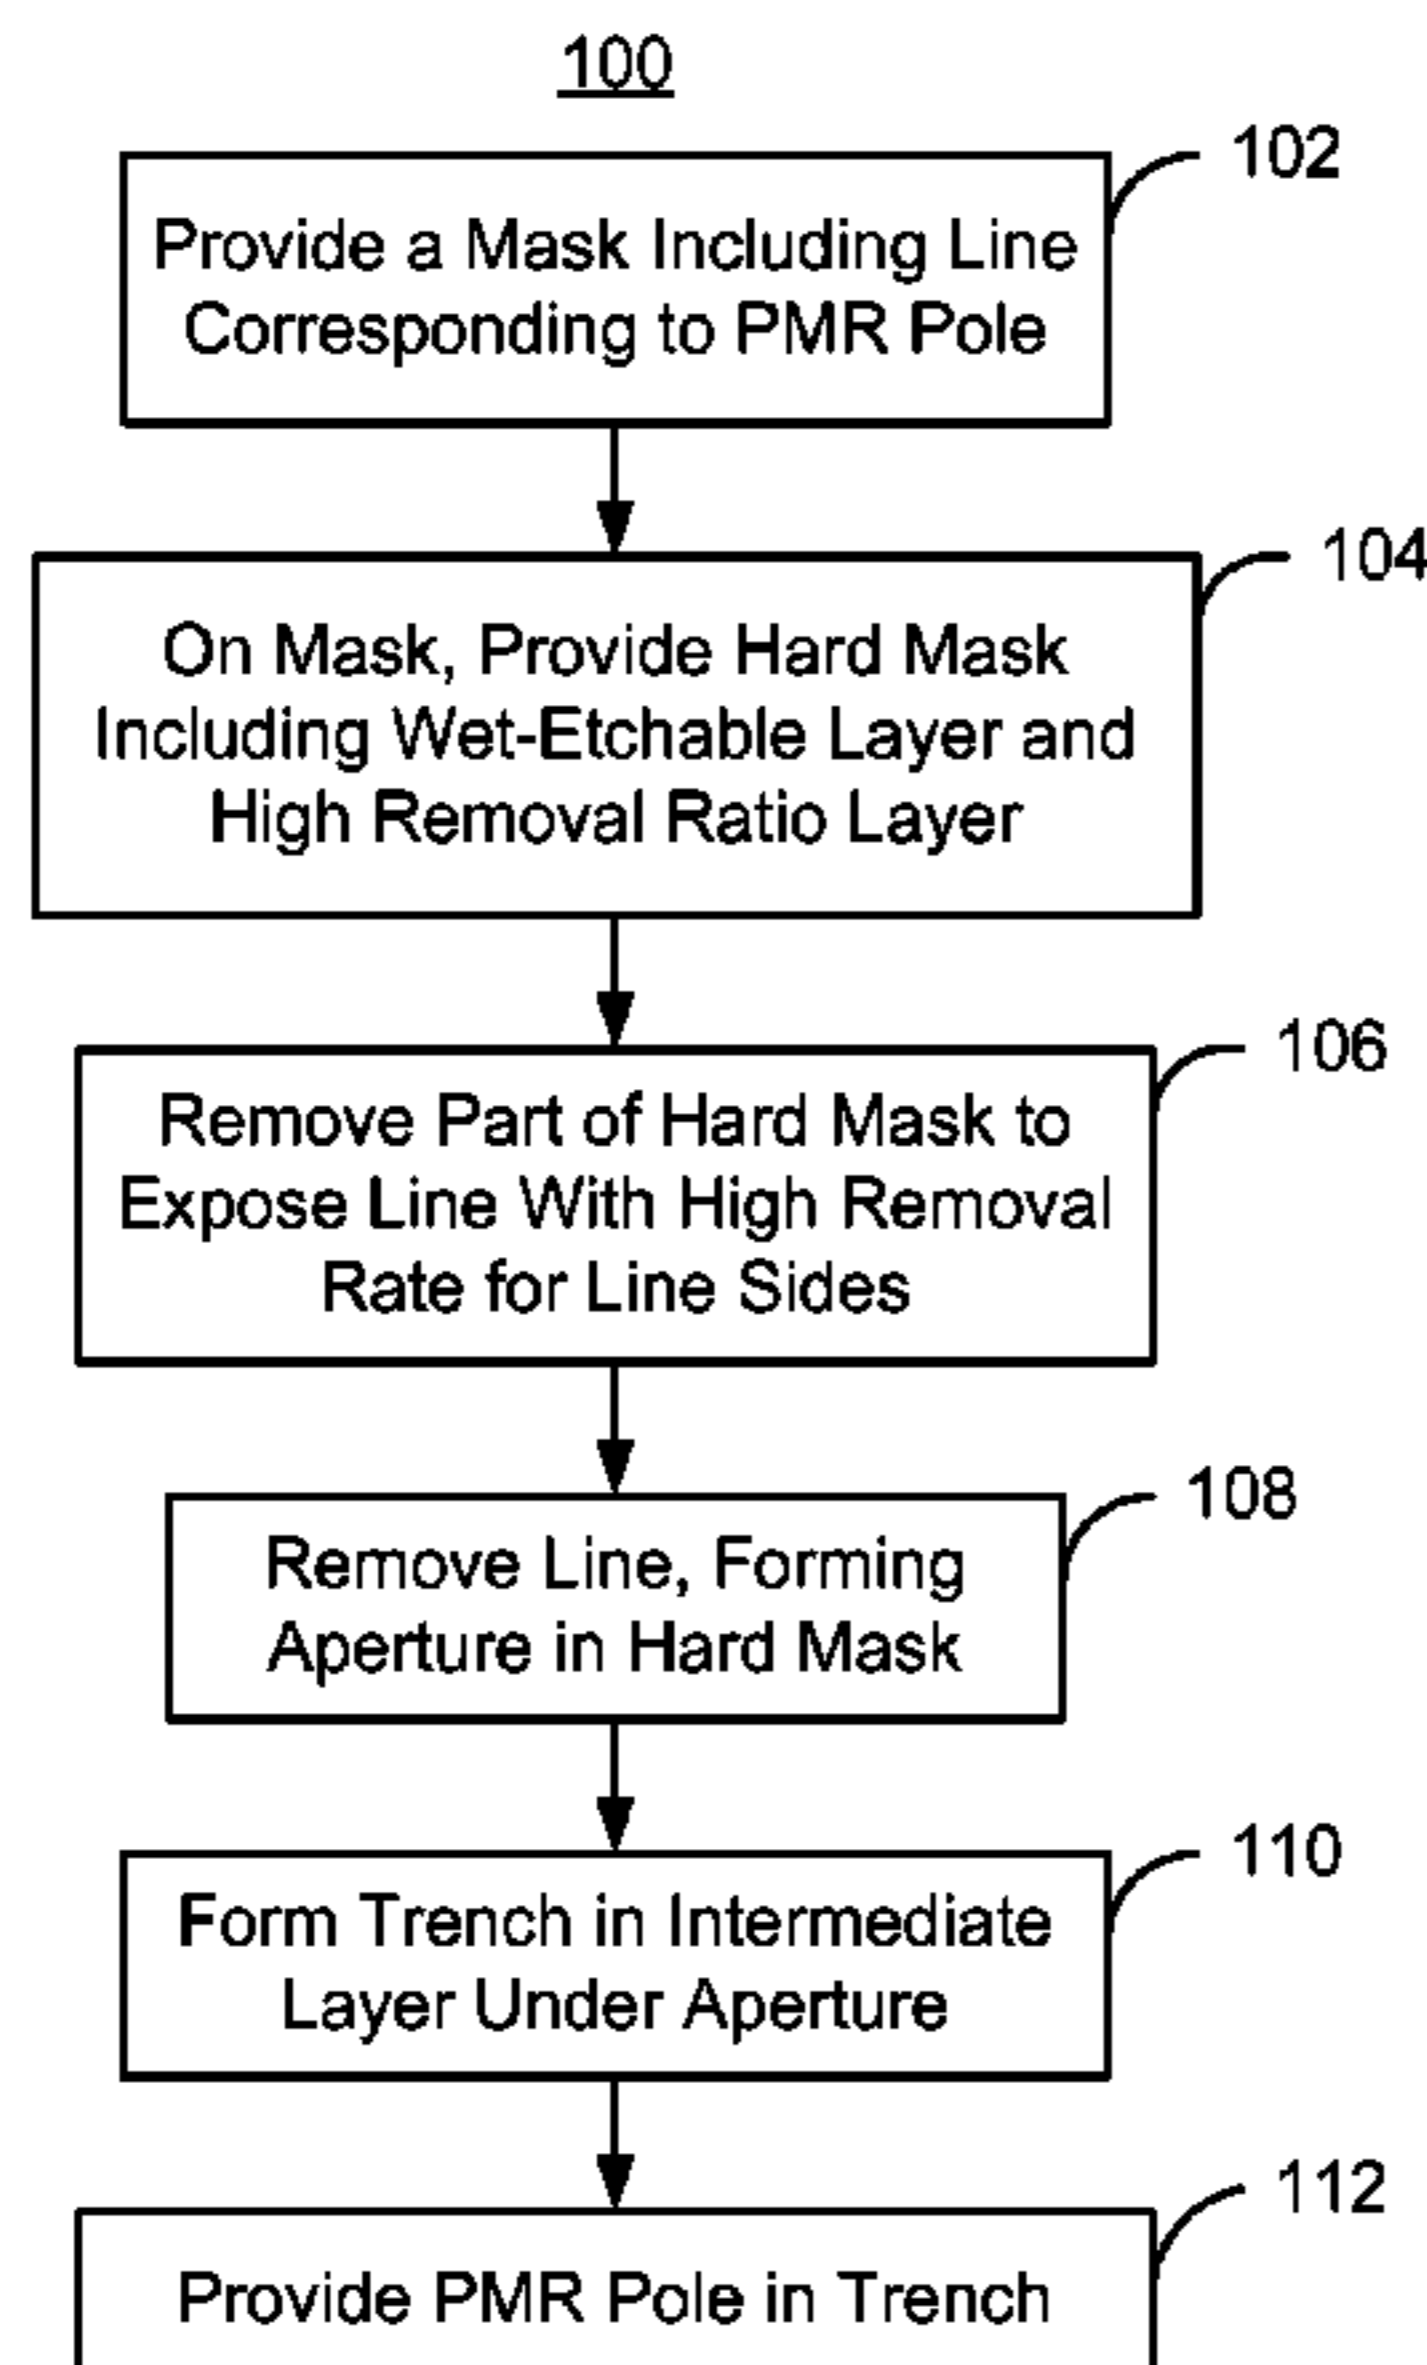 100
102
Provide a Mask Including Line
Corresponding to PMR Pole
104
On Mask, Provide Hard Mask
Including Wet-Etchable Layer and
High Removal Ratio Layer
106
Remove Part of Hard Mask to
Expose Line With High Removal
Rate for Line Sides
108
Remove Line, Forming
Aperture in Hard Mask
110
Form Trench in Intermediate
Layer Under Aperture
112
Provide PMR Pole in Trench